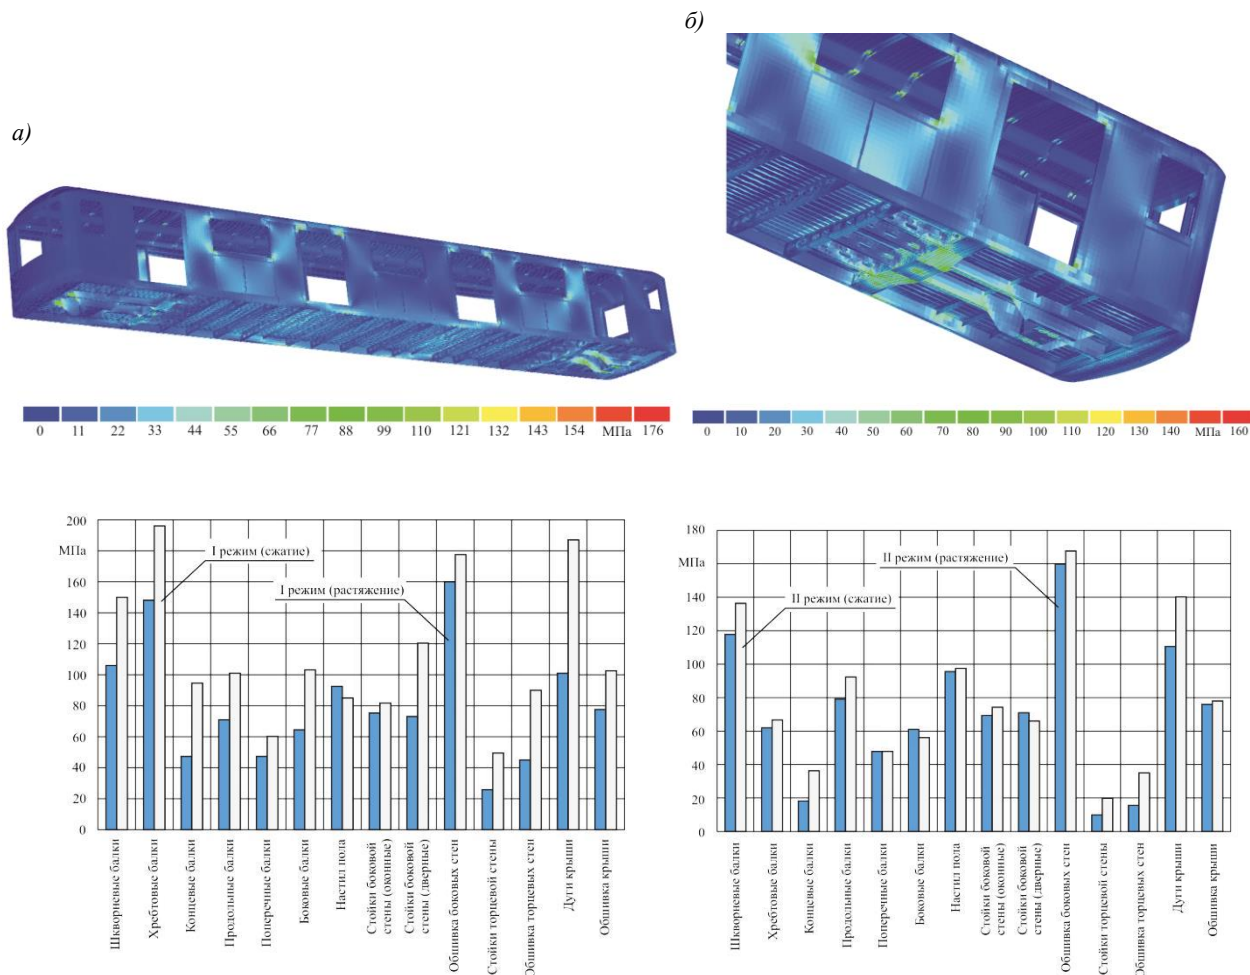 б)
а)
0 11 22 33 44 55 66 77 88 99 110 121 132 143 154 МПа 176
0 10 20 30 40 50 60 70 80 90 100 110 120 130 140 МПа 160
200
МПа
160
140
120
100
80
60
40
20
0
I режим (сжатие)
I режим (растяжение)
Шкворневые балки
Хребтовые балки
Концевые балки
Продольные балки
Поперечные балки
Боковые балки
Настил пола
Стойки боковой
стены (оконные)
Стойки боковой
стены (дверные)
Обшивка боковых стен
Стойки торцевой стены
Обшивка торцевых стен
Дуги крыши
Обшивка крыши
180
МПа
140
120
100
80
60
40
20
0
II режим (растяжение)
II режим (сжатие)
Шкворневые балки
Хребтовые балки
Концевые балки
Продольные балки
Поперечные балки
Боковые балки
Настил пола
Стойки боковой
стены (оконные)
Стойки боковой
стены (дверные)
Обшивка боковых стен
Стойки торцевой стены
Обшивка торцевых стен
Дуги крыши
Обшивка крыши